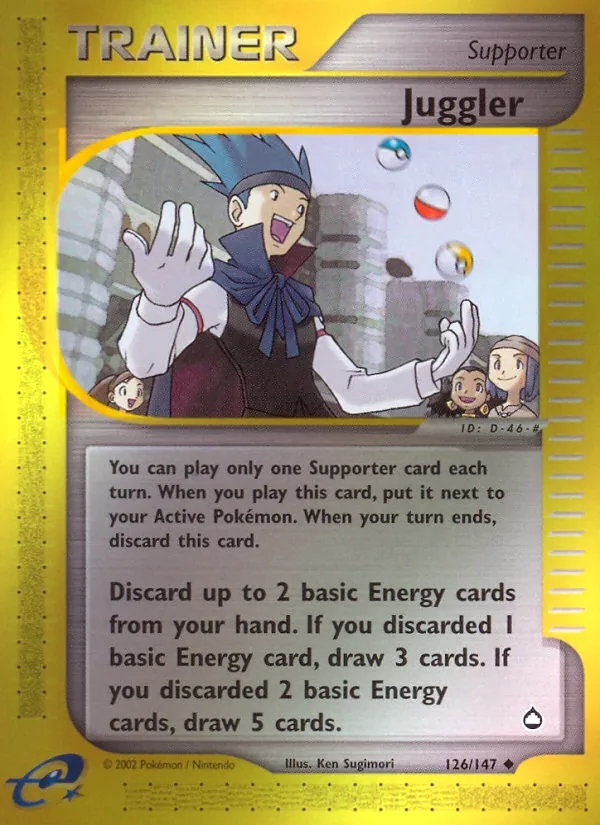 TRAINER
Supporter
Juggler
ID: D-46-#
You can play only one Supporter card each
turn. When you play this card, put it next to
your Active Pokémon. When your turn ends,
discard this card.
Discard up to 2 basic Energy cards
from your hand. If you discarded 1
basic Energy card, draw 3 cards. If
you discarded 2 basic Energy
cards, draw 5 cards.
© 2002 Pokémon / Nintendo
Illus. Ken Sugimori
126/147 ◆
e